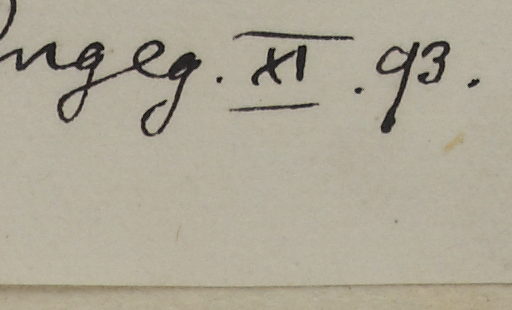 ngeg. XI. 93.